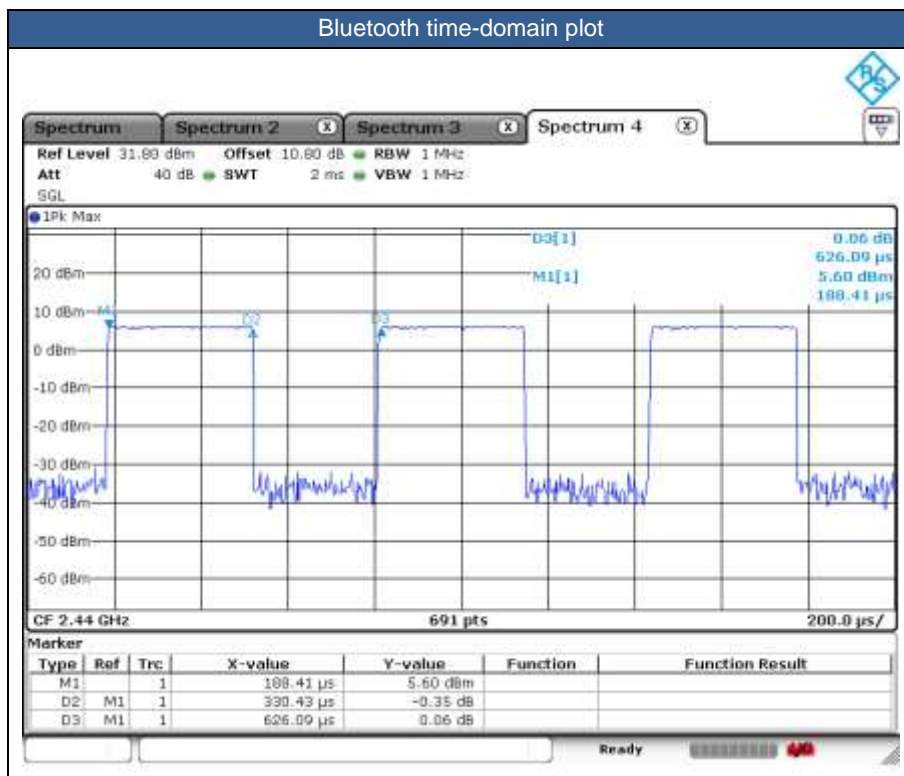 Bluetooth time-domain plot
R&S
Spectrum Spectrum 2 X Spectrum 3 X Spectrum 4 X
Ref Level 31.80 dBm Offset 10.80 dB RBW 1 MHz
Att 40 dB SWT 2 ms VBW 1 MHz
SGL
1Pk Max
D3[1] 0.06 dB
626.09 µs
20 dBm M1[1] 5.60 dBm
188.41 µs
10 dBm M1 D2 D3
0 dBm
-10 dBm
-20 dBm
-30 dBm
-40 dBm
-50 dBm
-60 dBm
CF 2.44 GHz 691 pts 200.0 µs/
Marker
Type Ref Trc X-value Y-value Function Function Result
M1 1 188.41 µs 5.60 dBm
D2 M1 1 330.43 µs -0.35 dB
D3 M1 1 626.09 µs 0.06 dB
Ready